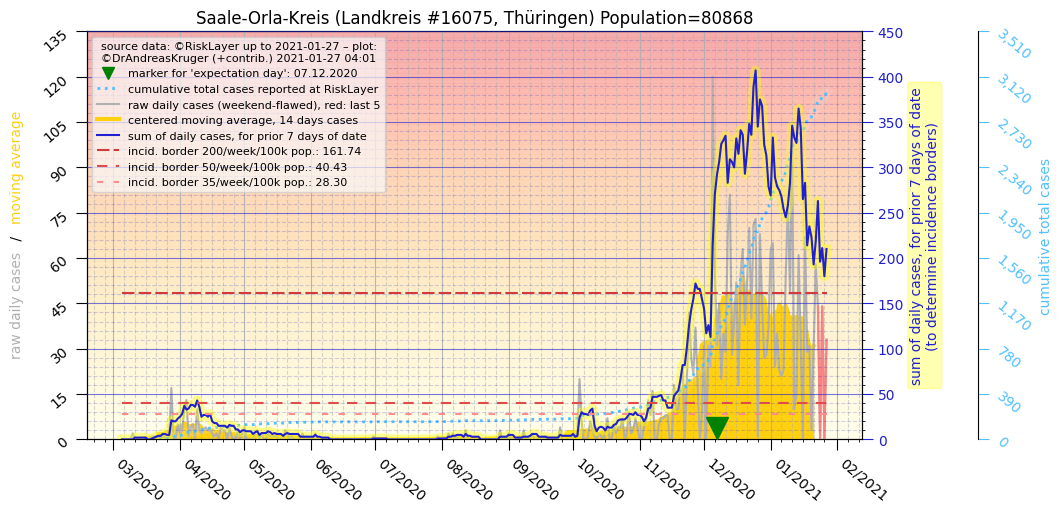 Saale-Orla-Kreis (Landkreis #16075, Thüringen) Population=80868
source data: ©RiskLayer up to 2021-01-27 – plot:
©DrAndreasKruger (+contrib.) 2021-01-27 04:01
marker for 'expectation day': 07.12.2020
cumulative total cases reported at RiskLayer
raw daily cases (weekend-flawed), red: last 5
centered moving average, 14 days cases
sum of daily cases, for prior 7 days of date
incid. border 200/week/100k pop.: 161.74
incid. border 50/week/100k pop.: 40.43
incid. border 35/week/100k pop.: 28.30
raw daily cases / moving average
135
120
105
90
75
60
45
30
15
0
03/2020
04/2020
05/2020
06/2020
07/2020
08/2020
09/2020
10/2020
11/2020
12/2020
01/2021
02/2021
450
400
350
300
250
200
150
100
50
0
sum of daily cases, for prior 7 days of date
(to determine incidence borders)
3,510
3,120
2,730
2,340
1,950
1,560
1,170
780
390
0
cumulative total cases